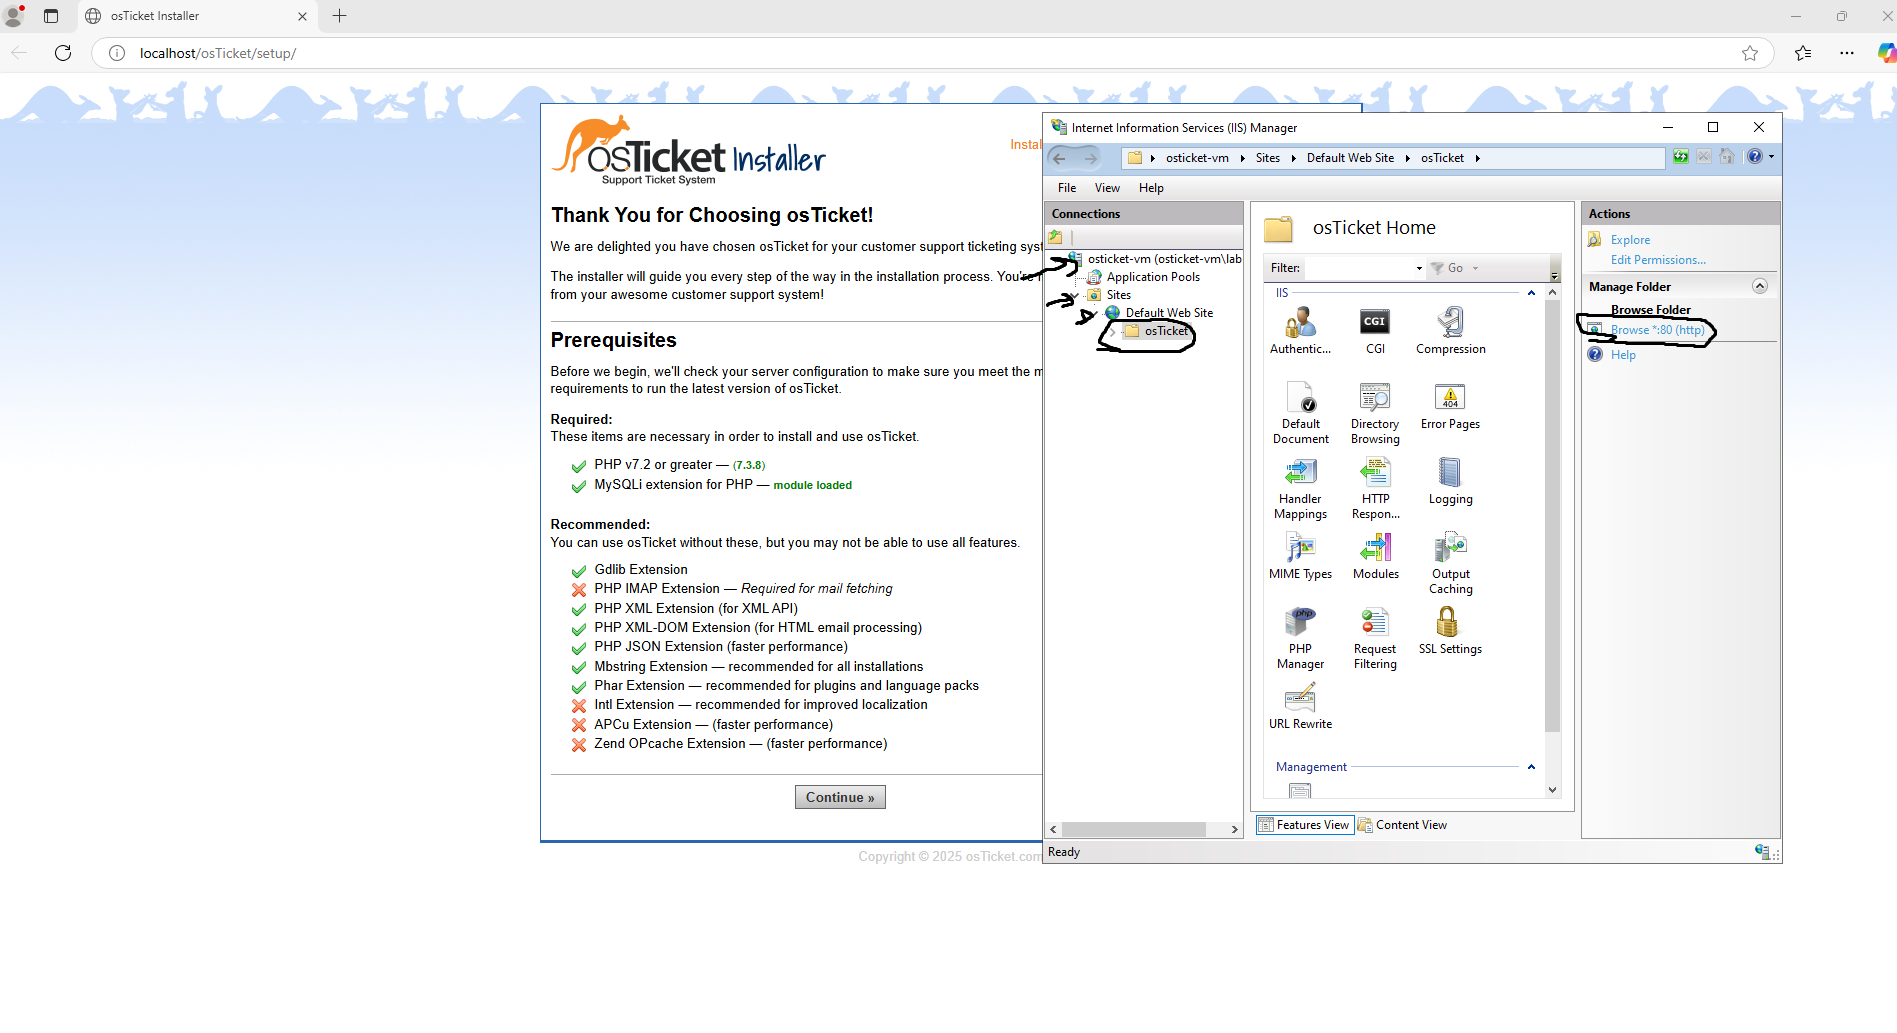 osTicket Installer
localhost/osTicket/setup/
osTicket Installer
Support Ticket System
Instal
Thank You for Choosing osTicket!
We are delighted you have chosen osTicket for your customer support ticketing syst
The installer will guide you every step of the way in the installation process. You're
from your awesome customer support system!
Prerequisites
Before we begin, we'll check your server configuration to make sure you meet the m
requirements to run the latest version of osTicket.
Required:
These items are necessary in order to install and use osTicket.
PHP v7.2 or greater — (7.3.8)
MySQLi extension for PHP — module loaded
Recommended:
You can use osTicket without these, but you may not be able to use all features.
Gdlib Extension
PHP IMAP Extension — Required for mail fetching
PHP XML Extension (for XML API)
PHP XML-DOM Extension (for HTML email processing)
PHP JSON Extension (faster performance)
Mbstring Extension — recommended for all installations
Phar Extension — recommended for plugins and language packs
Intl Extension — recommended for improved localization
APCu Extension — (faster performance)
Zend OPcache Extension — (faster performance)
Continue »
Copyright © 2025 osTicket.com
Internet Information Services (IIS) Manager
osticket-vm Sites Default Web Site osTicket
File View Help
Connections
osticket-vm (osticket-vm\lab
Application Pools
Sites
Default Web Site
osTicket
osTicket Home
Filter: Go
IIS
Authentic... CGI Compression
Default Document
Directory Browsing
Error Pages
Handler Mappings
HTTP Respon...
Logging
MIME Types
Modules
Output Caching
PHP Manager
Request Filtering
SSL Settings
URL Rewrite
Management
Features View Content View
Actions
Explore
Edit Permissions...
Manage Folder
Browse Folder
Browse *:80 (http)
Help
Ready